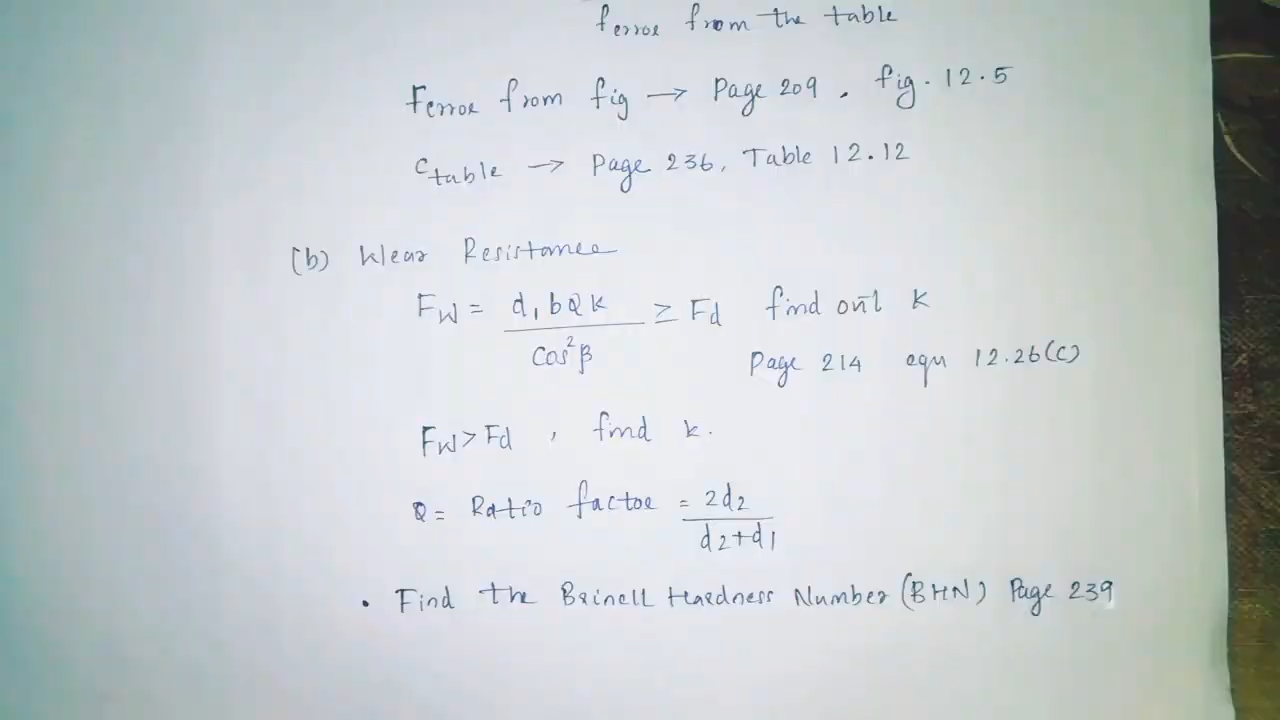 ferror from the table
Ferror from fig → Page 209 . fig. 12.5
Ctable → Page 236, Table 12.12
(b) Wear Resistance
FW = d1bQk / cos²β ≥ Fd find out k
Page 214 eqn 12.26(c)
FW > Fd , find k.
Q = Ratio factor = 2d2 / d2+d1
• Find the Brinell Hardness Number (BHN) Page 239